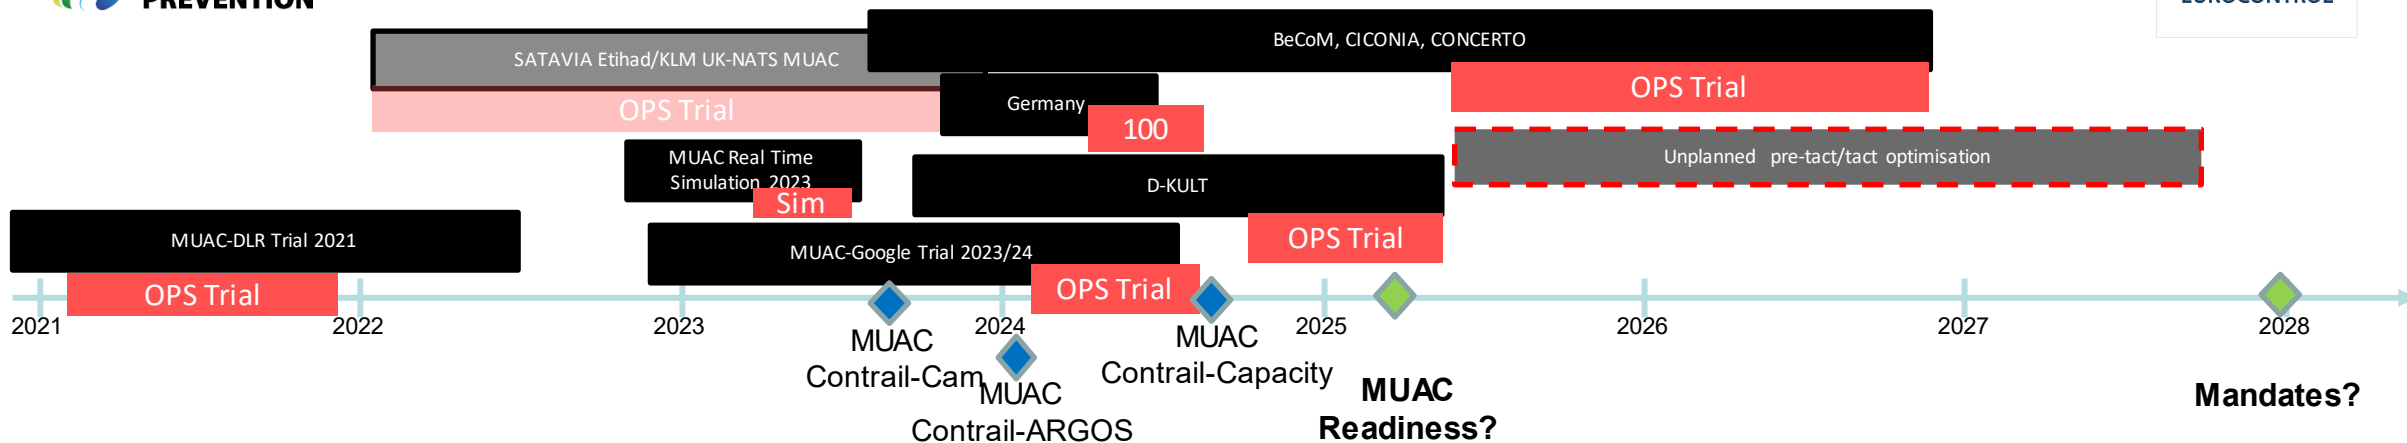 PREVENTION
EUROCONTROL
BeCoM, CICONIA, CONCERTO
SATAVIA Etihad/KLM UK-NATS MUAC
OPS Trial
OPS Trial
Germany
100
MUAC Real Time
Simulation 2023
Sim
Unplanned pre-tact/tact optimisation
D-KULT
OPS Trial
MUAC-DLR Trial 2021
OPS Trial
MUAC-Google Trial 2023/24
OPS Trial
2021
2022
2023
2024
2025
2026
2027
2028
MUAC
Contrail-Cam
MUAC
Contrail-ARGOS
MUAC
Contrail-Capacity
MUAC
Readiness?
Mandates?